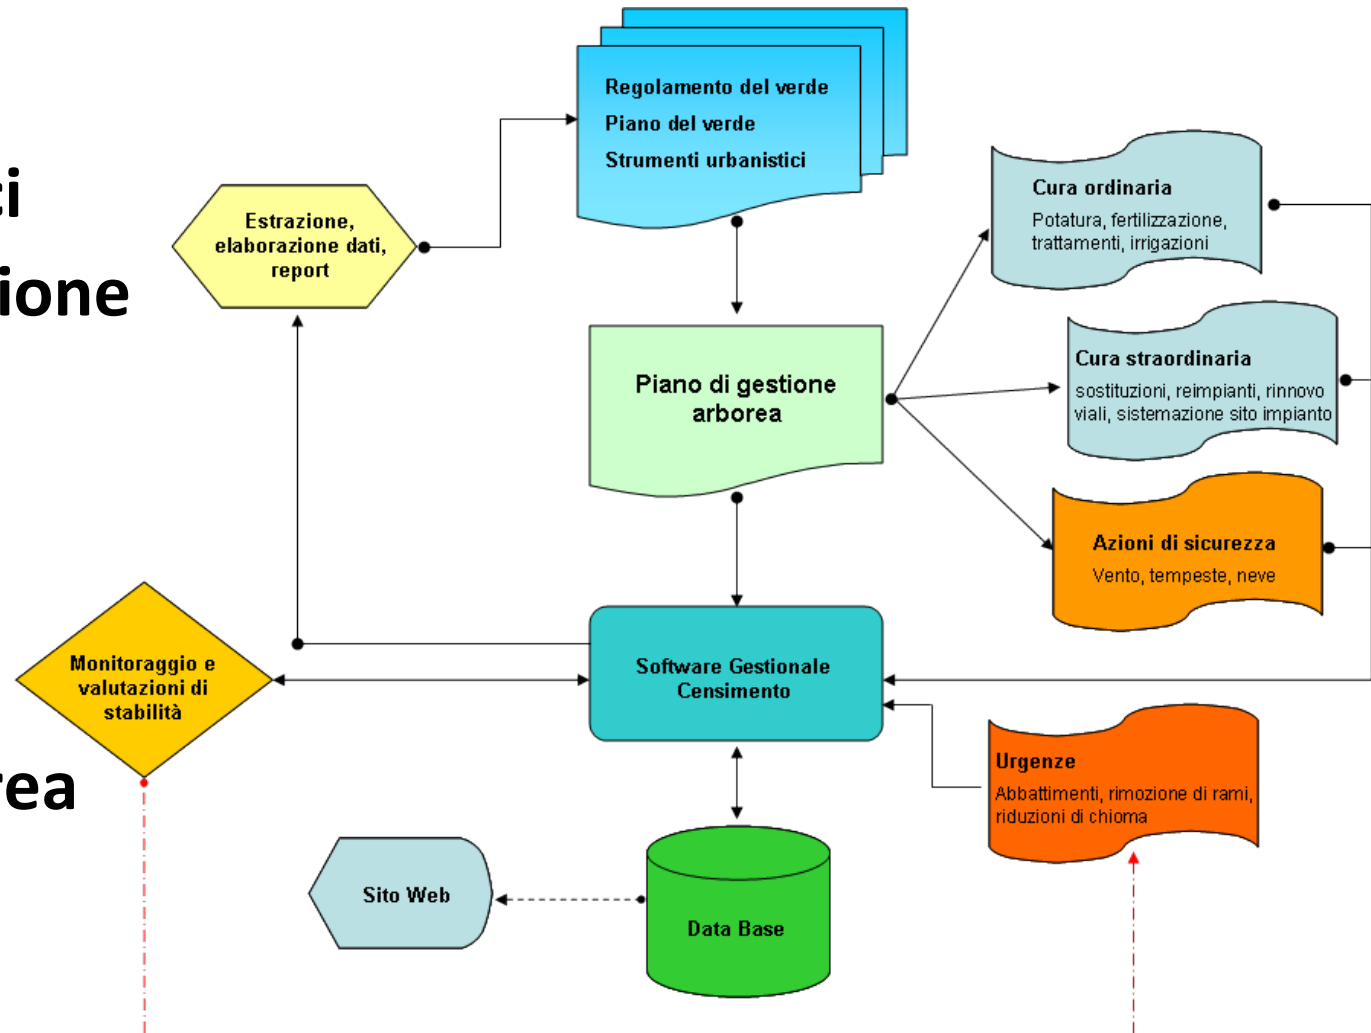 ti
ione
rea
Regolamento del verde
Piano del verde
Strumenti urbanistici
Estrazione,
elaborazione dati,
report
Cura ordinaria
Potatura, fertilizzazione,
trattamenti, irrigazioni
Piano di gestione
arborea
Cura straordinaria
sostituzioni, reimpianti, rinnovo
viali, sistemazione sito impianto
Azioni di sicurezza
Vento, tempeste, neve
Monitoraggio e
valutazioni di
stabilità
Software Gestionale
Censimento
Urgenze
Abbattimenti, rimozione di rami,
riduzioni di chioma
Sito Web
Data Base